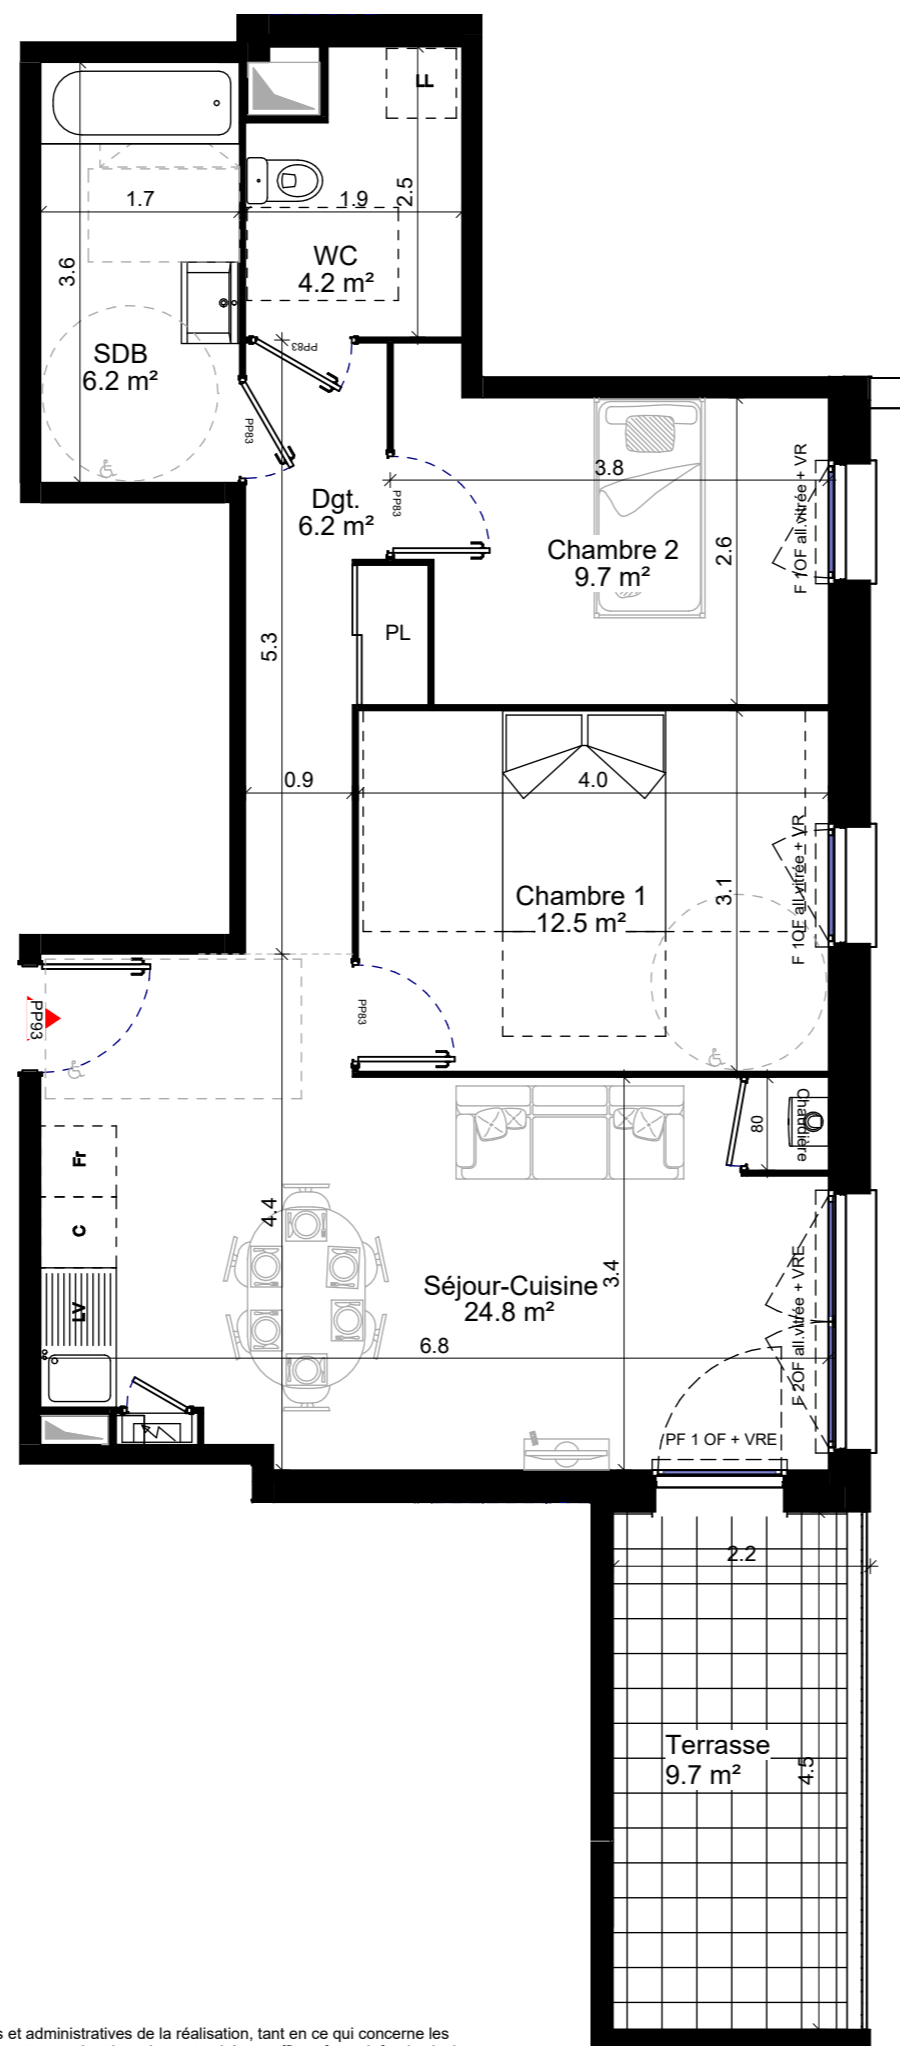 LL
1.7
1.9
2.5
WC
4.2 m²
3.6
SDB
6.2 m²
PP83
PP83
3.8
PP83
F 1OF all.vitrée + VR
Dgt.
6.2 m²
Chambre 2
9.7 m²
2.6
PL
5.3
0.9
4.0
F 1OF all.vitrée + VR
Chambre 1
12.5 m²
3.1
PP93
PP83
Chaudière
80
Fr
C
4.4
LV
Séjour-Cuisine
24.8 m²
3.4
F 2OF all.vitrée + VRE
6.8
PF 1 OF + VRE
2.2
Terrasse
9.7 m²
4.5
s et administratives de la réalisation, tant en ce qui concerne les